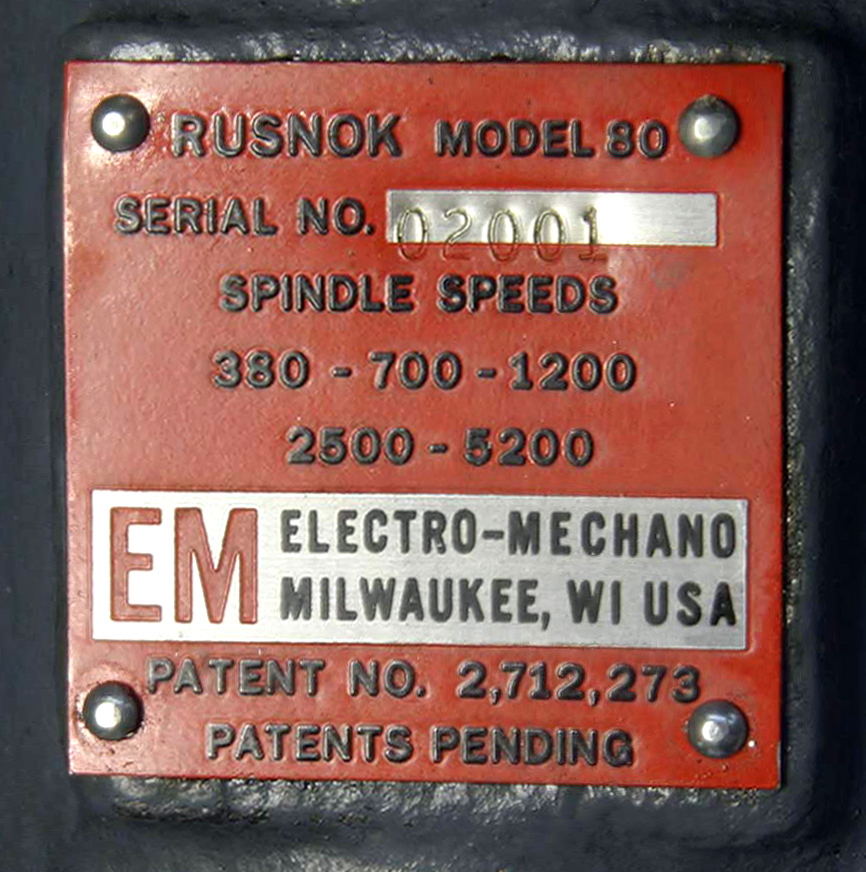 RUSNOK MODEL 80
SERIAL NO. 02001
SPINDLE SPEEDS
380 - 700 - 1200
2500 - 5200
EM ELECTRO-MECHANO
MILWAUKEE, WI USA
PATENT NO. 2,712,273
PATENTS PENDING